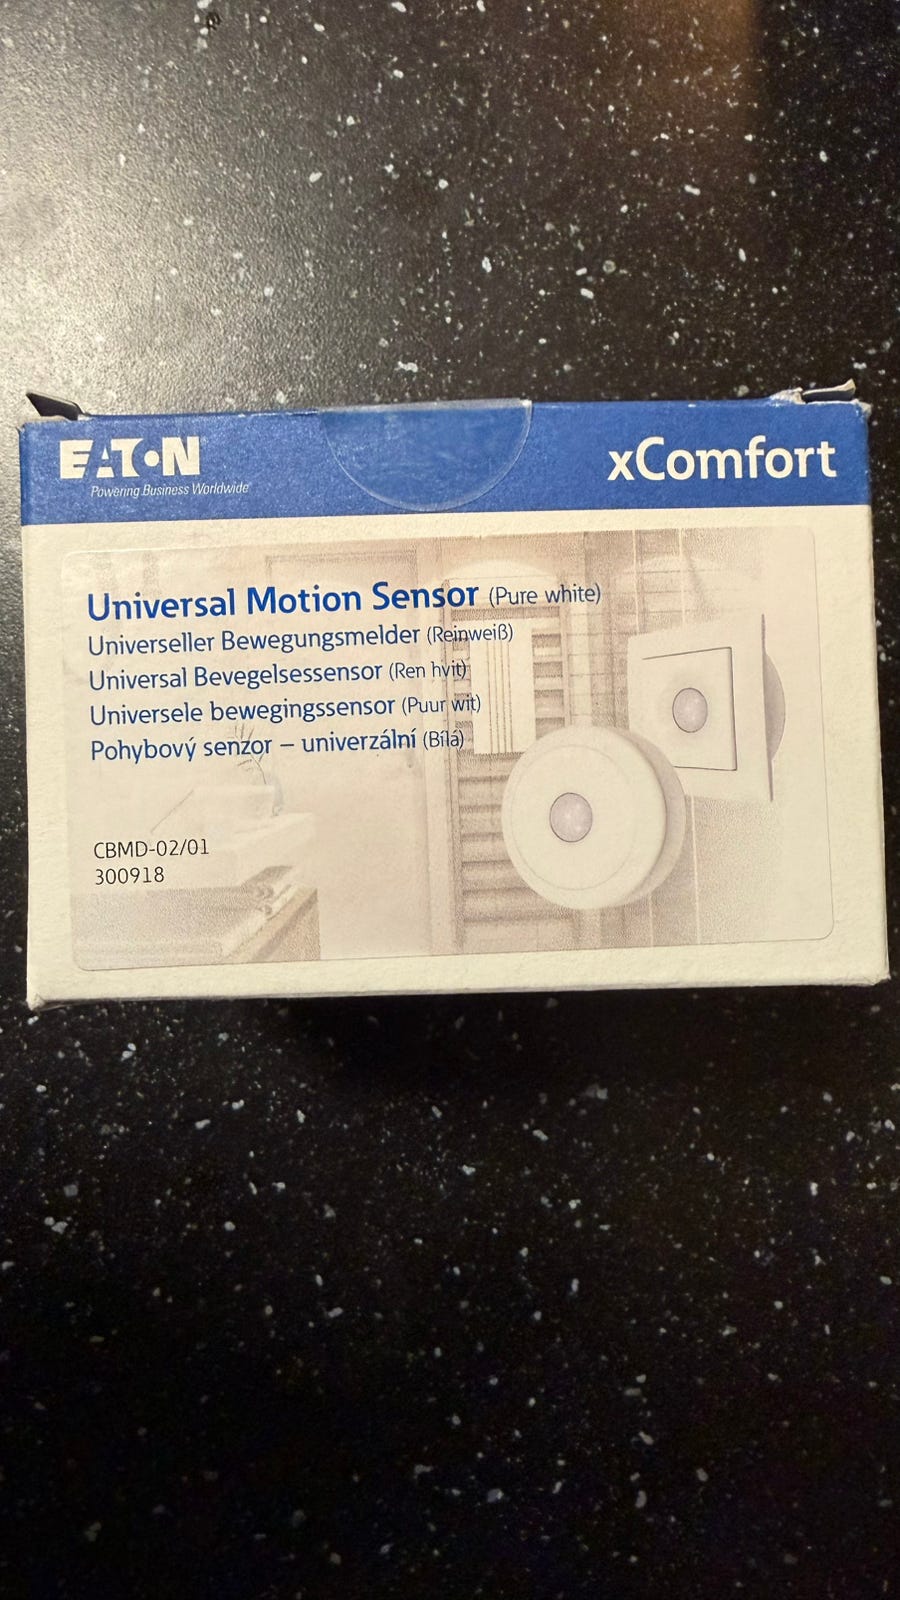 EATON
Powering Business Worldwide
xComfort
Universal Motion Sensor (Pure white)
Universeller Bewegungsmelder (Reinweiß)
Universal Bevegelsessensor (Ren hvit)
Universele bewegingssensor (Puur wit)
Pohybový senzor – univerzální (Bílá)
CBMD-02/01
300918